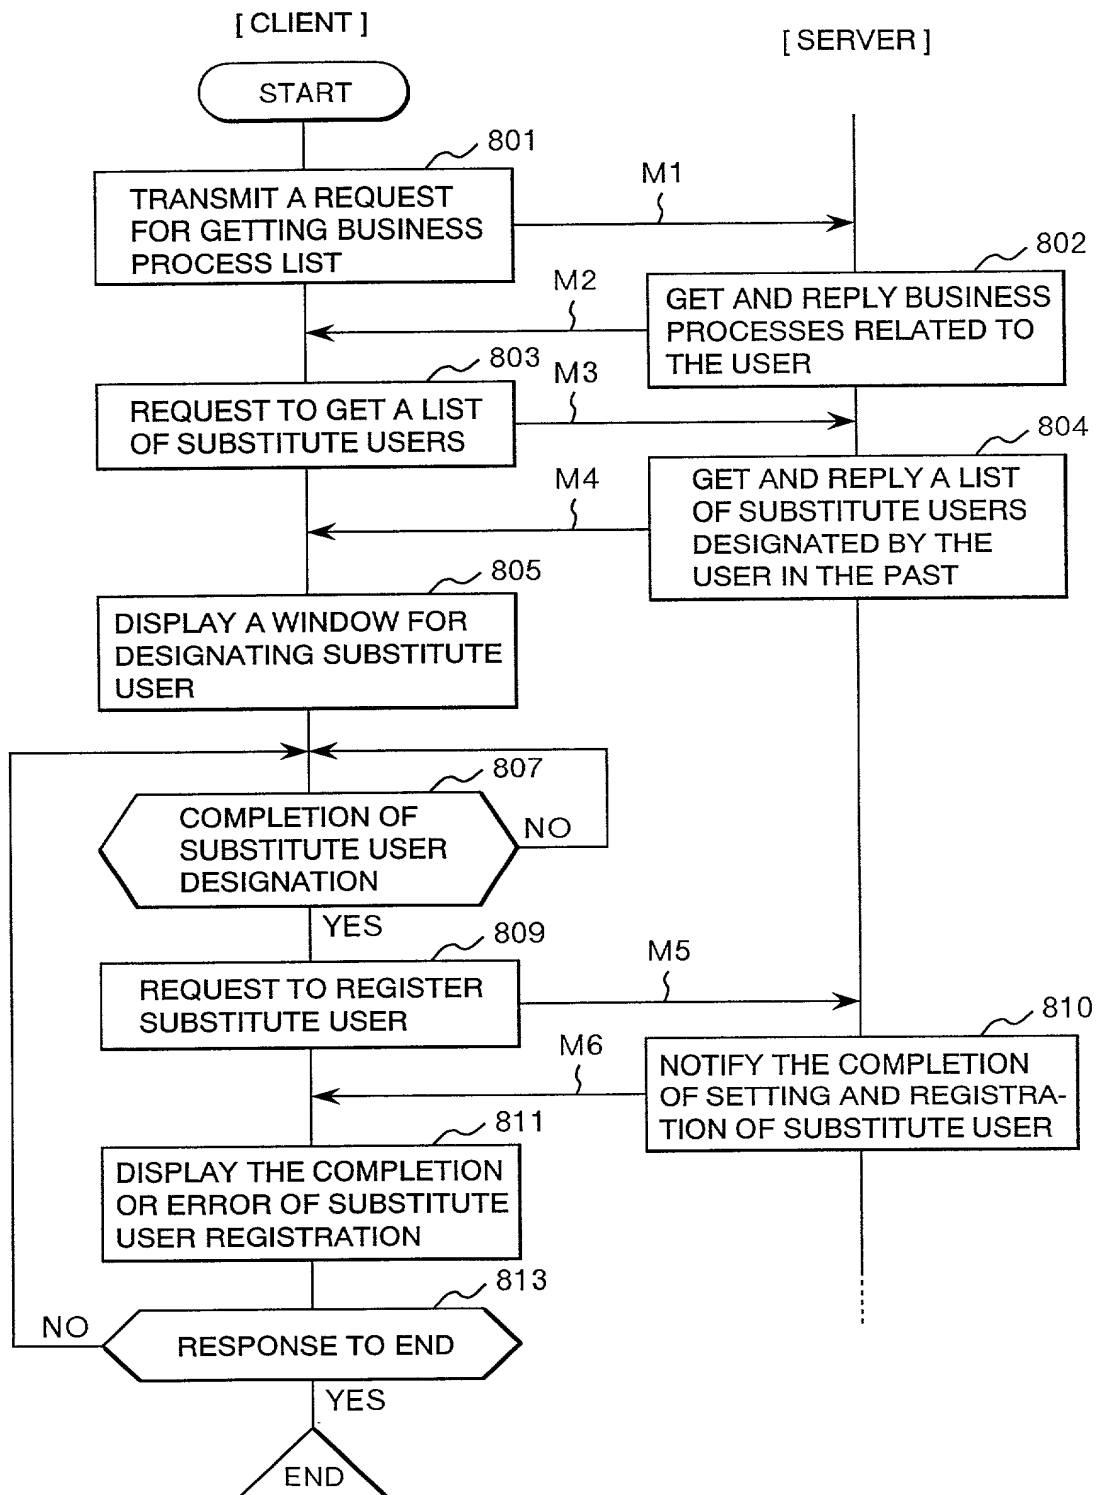 [ CLIENT ]
[ SERVER ]
START
801
TRANSMIT A REQUEST
FOR GETTING BUSINESS
PROCESS LIST
M1
802
GET AND REPLY BUSINESS
PROCESSES RELATED TO
THE USER
M2
803
REQUEST TO GET A LIST
OF SUBSTITUTE USERS
M3
804
GET AND REPLY A LIST
OF SUBSTITUTE USERS
DESIGNATED BY THE
USER IN THE PAST
M4
805
DISPLAY A WINDOW FOR
DESIGNATING SUBSTITUTE
USER
807
COMPLETION OF
SUBSTITUTE USER
DESIGNATION
NO
YES
809
REQUEST TO REGISTER
SUBSTITUTE USER
M5
810
NOTIFY THE COMPLETION
OF SETTING AND REGISTRA-
TION OF SUBSTITUTE USER
M6
811
DISPLAY THE COMPLETION
OR ERROR OF SUBSTITUTE
USER REGISTRATION
813
RESPONSE TO END
NO
YES
END